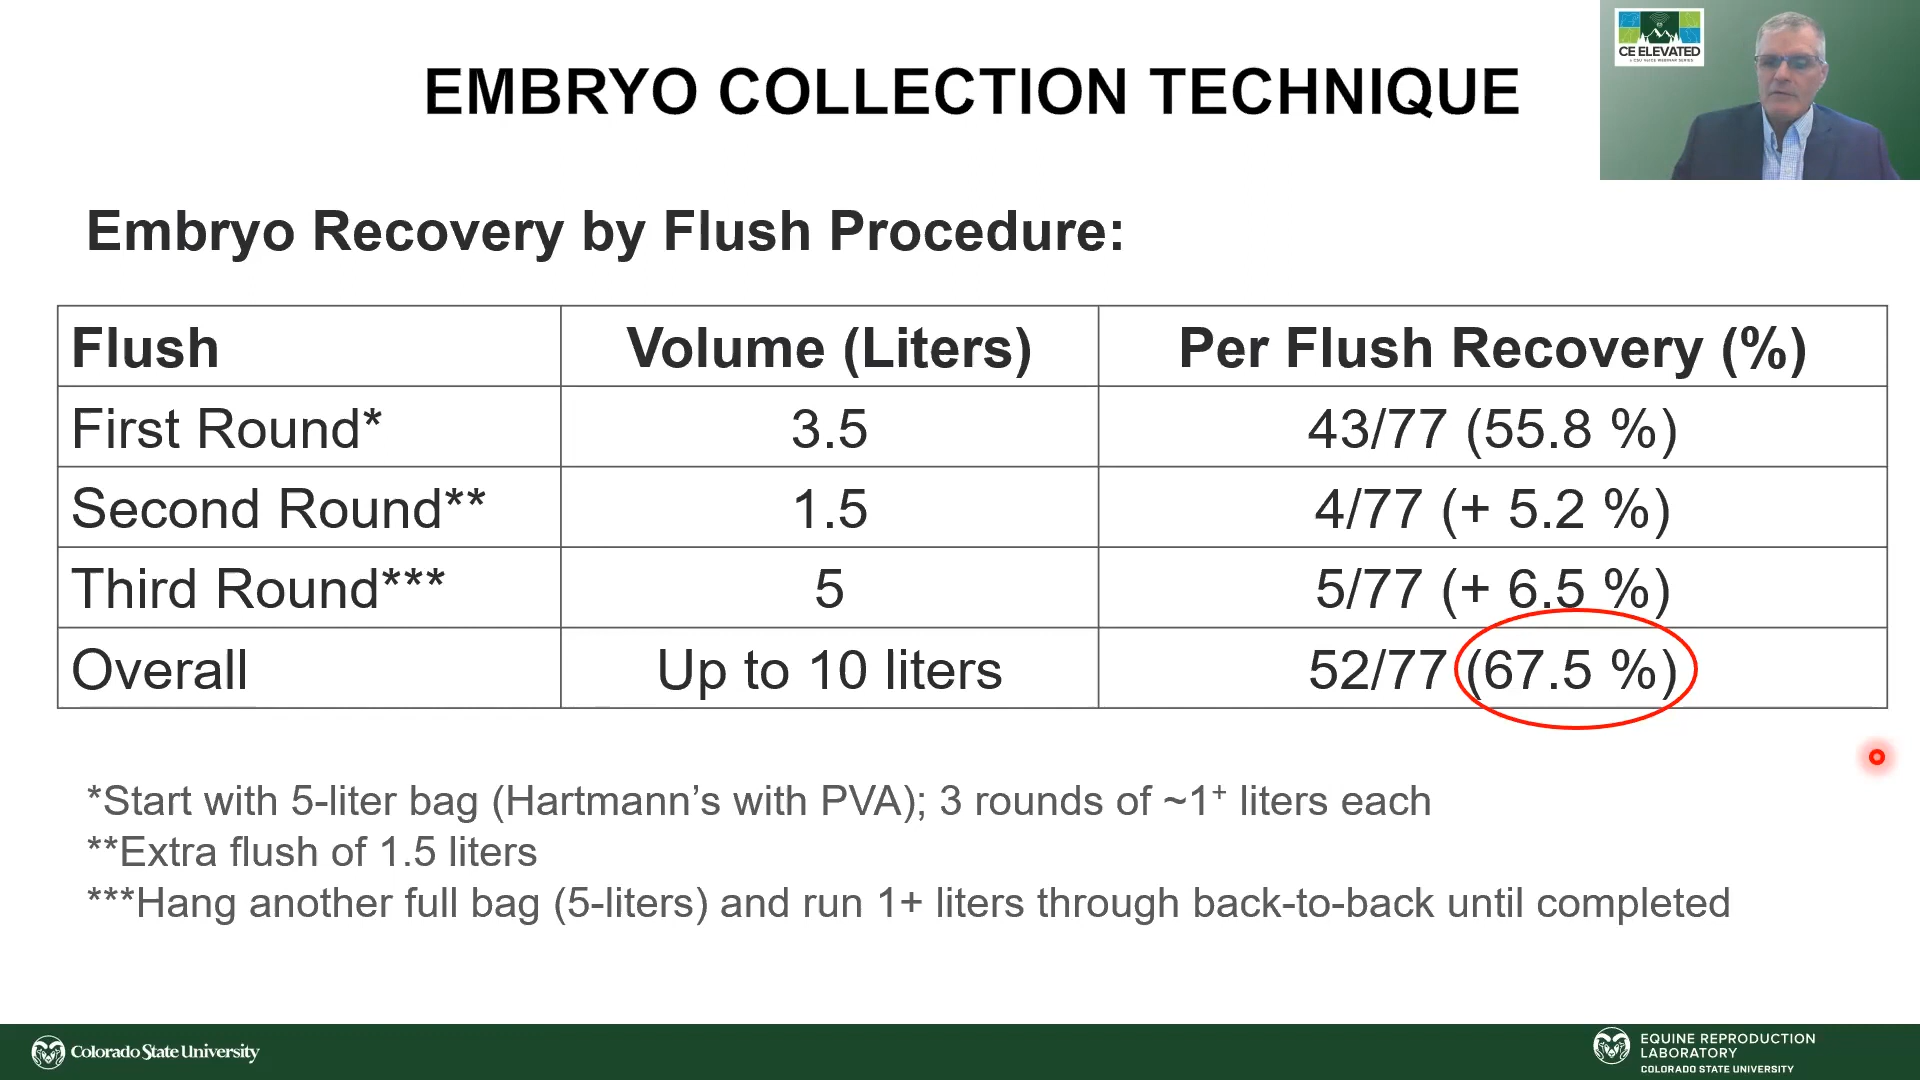 CE ELEVATED
A CSU VetCE WEBINAR SERIES
EMBRYO COLLECTION TECHNIQUE
Embryo Recovery by Flush Procedure:
Flush Volume (Liters) Per Flush Recovery (%)
First Round* 3.5 43/77 (55.8 %)
Second Round** 1.5 4/77 (+ 5.2 %)
Third Round*** 5 5/77 (+ 6.5 %)
Overall Up to 10 liters 52/77 (67.5 %)
*Start with 5-liter bag (Hartmann’s with PVA); 3 rounds of ~1⁺ liters each
**Extra flush of 1.5 liters
***Hang another full bag (5-liters) and run 1+ liters through back-to-back until completed
Colorado State University
EQUINE REPRODUCTION
LABORATORY
COLORADO STATE UNIVERSITY